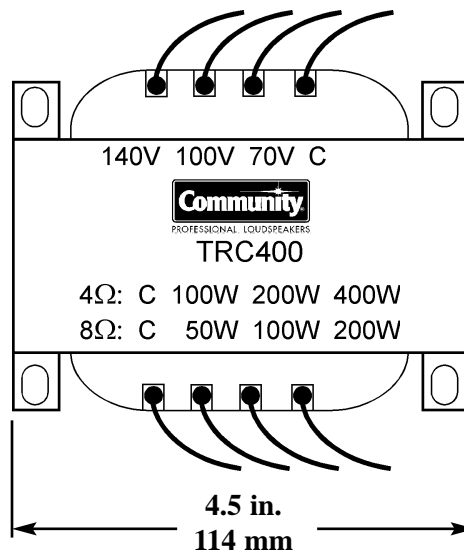 140V 100V 70V C
Community
PROFESSIONAL LOUDSPEAKERS
TRC400
4Ω: C 100W 200W 400W
8Ω: C 50W 100W 200W
4.5 in.
114 mm